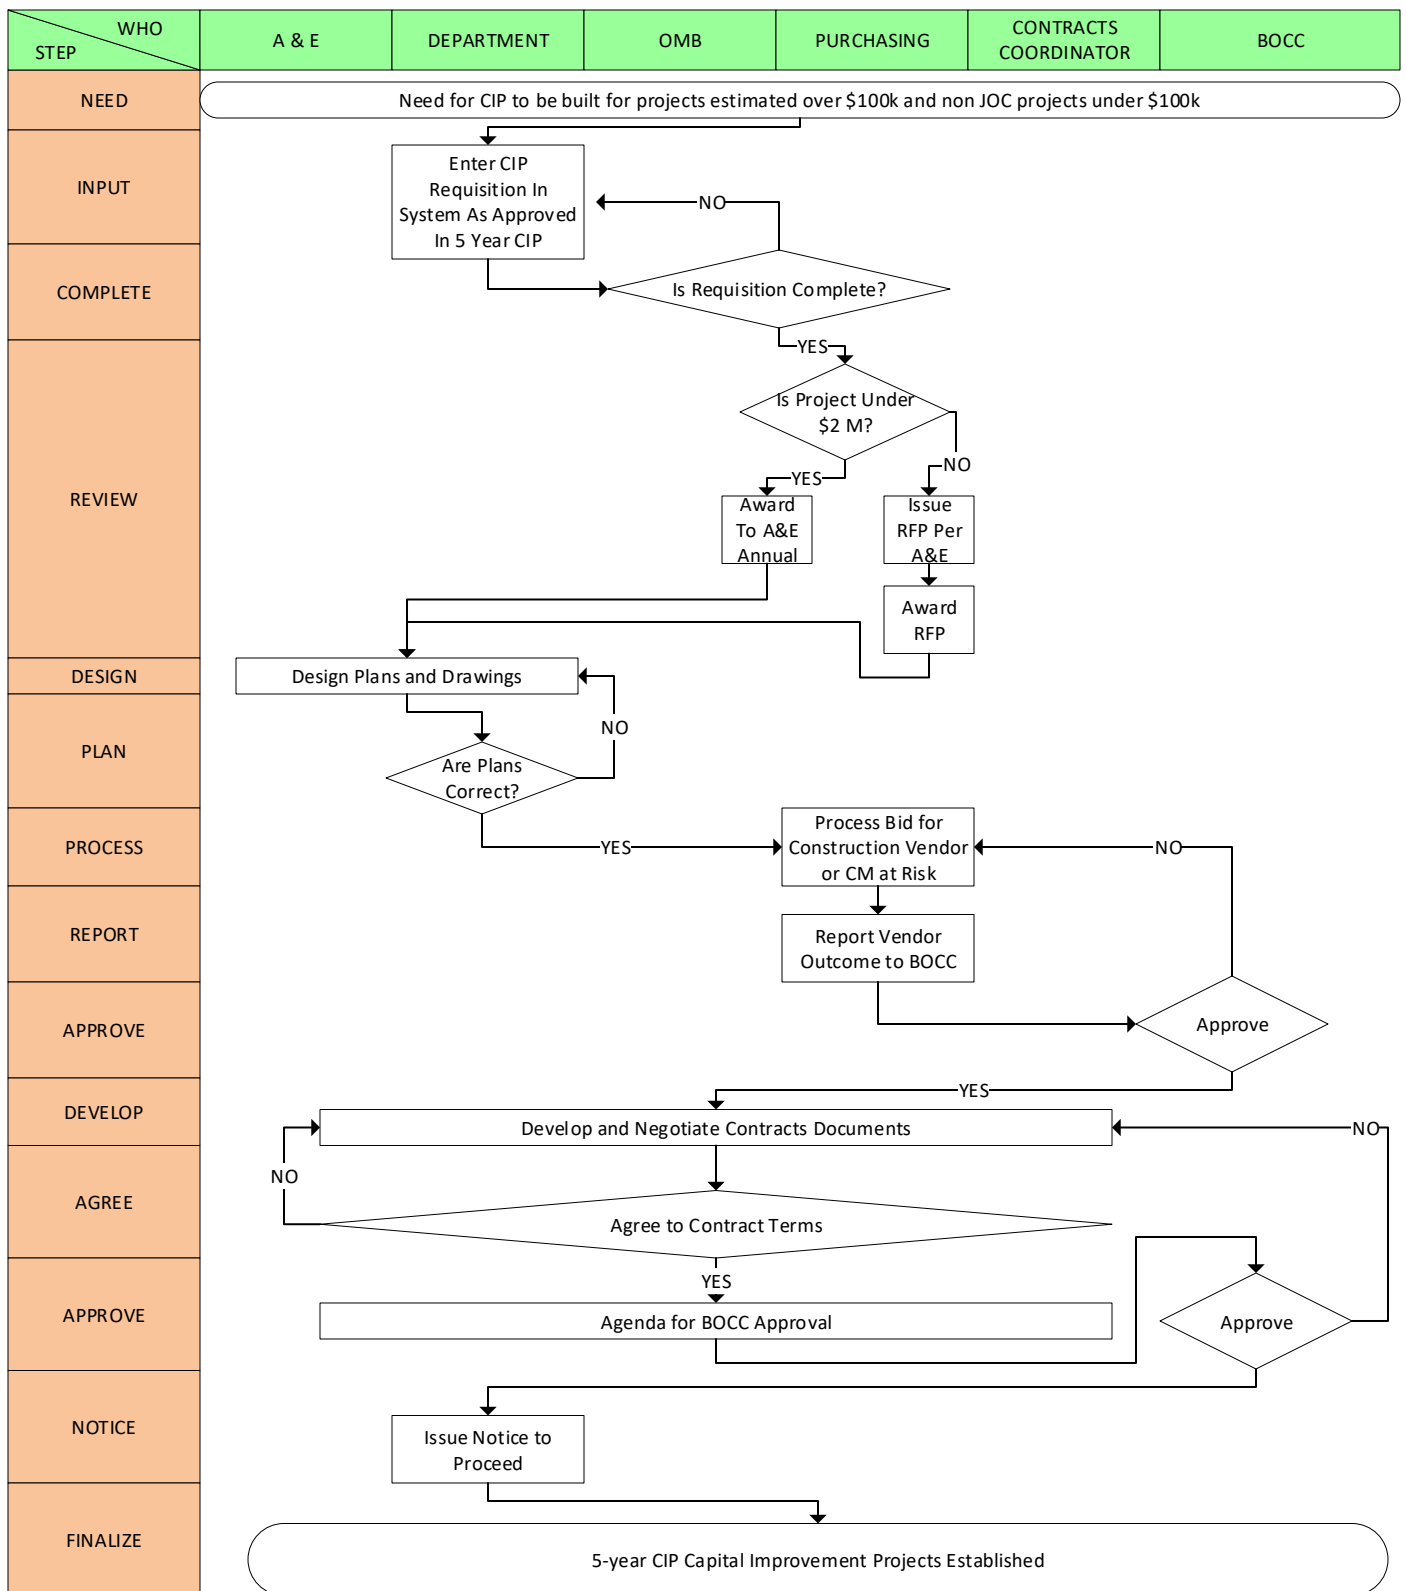 WHO
STEP
A & E
DEPARTMENT
OMB
PURCHASING
CONTRACTS
COORDINATOR
BOCC
NEED
Need for CIP to be built for projects estimated over $100k and non JOC projects under $100k
INPUT
Enter CIP
Requisition In
System As Approved
In 5 Year CIP
NO
COMPLETE
Is Requisition Complete?
YES
REVIEW
Is Project Under
$2 M?
NO
YES
Award
To A&E
Annual
Issue
RFP Per
A&E
Award
RFP
DESIGN
Design Plans and Drawings
NO
PLAN
Are Plans
Correct?
PROCESS
YES
Process Bid for
Construction Vendor
or CM at Risk
NO
REPORT
Report Vendor
Outcome to BOCC
APPROVE
Approve
YES
DEVELOP
Develop and Negotiate Contracts Documents
NO
NO
AGREE
Agree to Contract Terms
YES
APPROVE
Agenda for BOCC Approval
Approve
NOTICE
Issue Notice to
Proceed
FINALIZE
5-year CIP Capital Improvement Projects Established